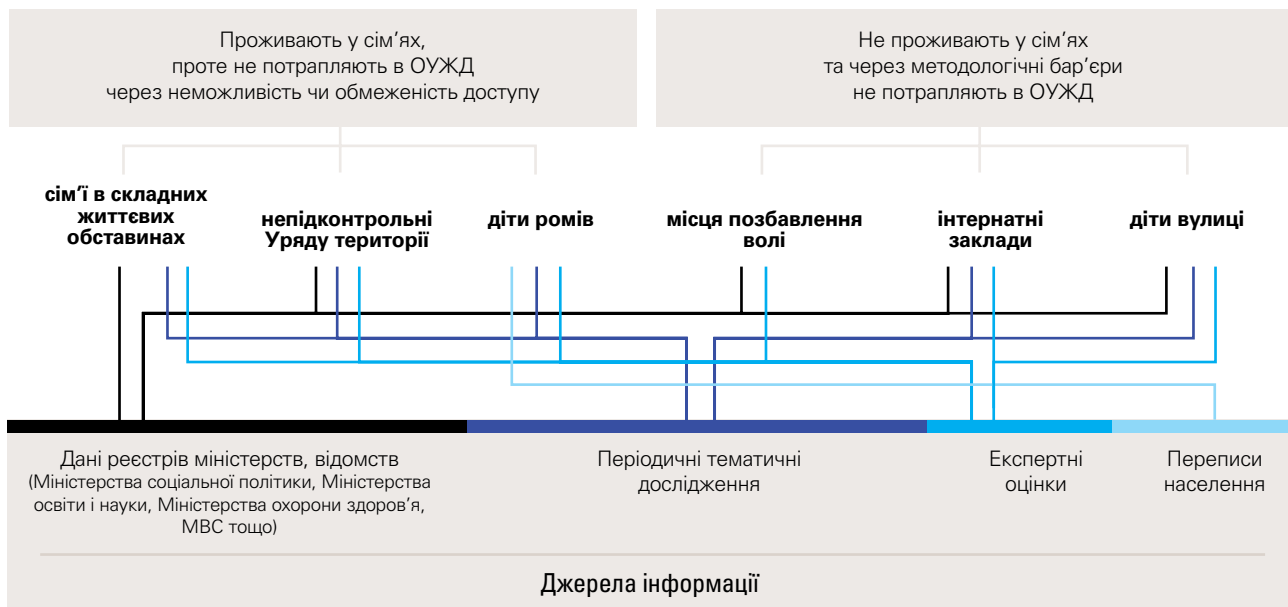 Проживають у сім’ях,
проте не потрапляють в ОУЖД
через неможливість чи обмеженість доступу
Не проживають у сім’ях
та через методологічні бар’єри
не потрапляють в ОУЖД
сім’ї в складних
життєвих
обставинах
непідконтрольні
Уряду території
діти ромів
місця позбавлення
волі
інтернатні
заклади
діти вулиці
Дані реєстрів міністерств, відомств
(Міністерства соціальної політики, Міністерства
освіти і науки, Міністерства охорони здоров’я,
МВС тощо)
Періодичні тематичні
дослідження
Експертні
оцінки
Переписи
населення
Джерела інформації